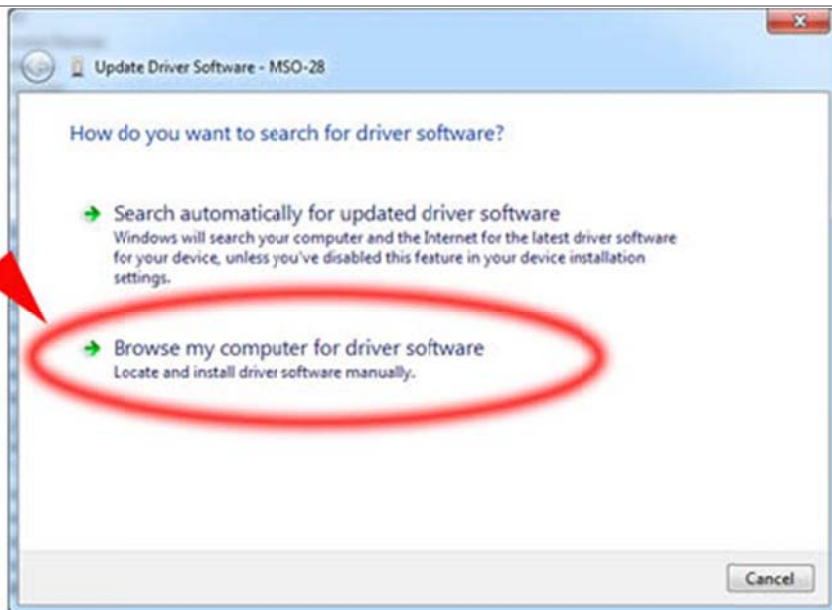 Update Driver Software - MSO-28
How do you want to search for driver software?
Search automatically for updated driver software
Windows will search your computer and the Internet for the latest driver software
for your device, unless you've disabled this feature in your device installation
settings.
Browse my computer for driver software
Locate and install driver software manually.
Cancel